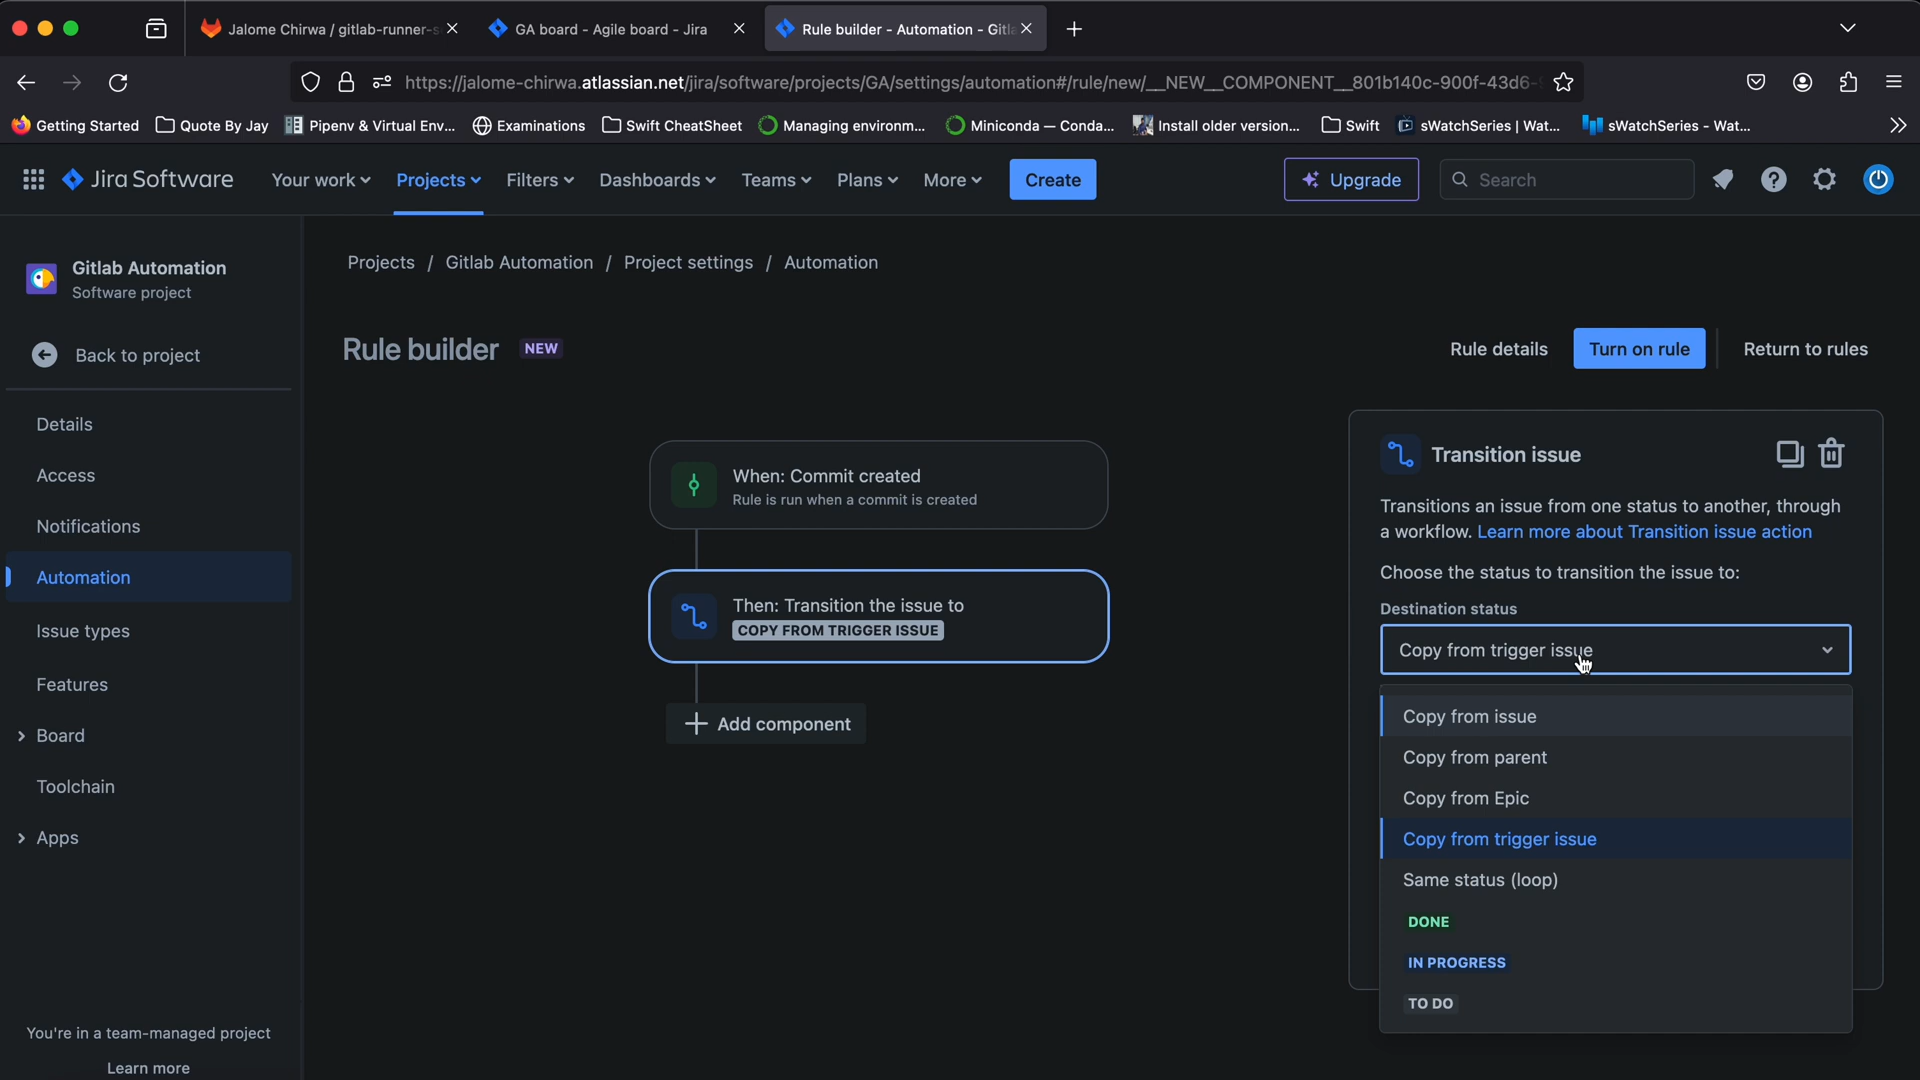 Jalome Chirwa / gitlab-runner-s
GA board - Agile board - Jira
Rule builder - Automation - Gitla
https://jalome-chirwa.atlassian.net/jira/software/projects/GA/settings/automation#/rule/new/__NEW__COMPONENT__801b140c-900f-43d6-
Getting Started
Quote By Jay
Pipenv & Virtual Env...
Examinations
Swift CheatSheet
Managing environm...
Miniconda — Conda...
Install older version...
Swift
sWatchSeries | Wat...
sWatchSeries - Wat...
Jira Software
Your work
Projects
Filters
Dashboards
Teams
Plans
More
Create
Upgrade
Search
Gitlab Automation
Software project
Back to project
Details
Access
Notifications
Automation
Issue types
Features
Board
Toolchain
Apps
You're in a team-managed project
Learn more
Projects / Gitlab Automation / Project settings / Automation
Rule builder NEW
Rule details
Turn on rule
Return to rules
When: Commit created
Rule is run when a commit is created
Then: Transition the issue to
COPY FROM TRIGGER ISSUE
Add component
Transition issue
Transitions an issue from one status to another, through
a workflow. Learn more about Transition issue action
Choose the status to transition the issue to:
Destination status
Copy from trigger issue
Copy from issue
Copy from parent
Copy from Epic
Copy from trigger issue
Same status (loop)
DONE
IN PROGRESS
TO DO